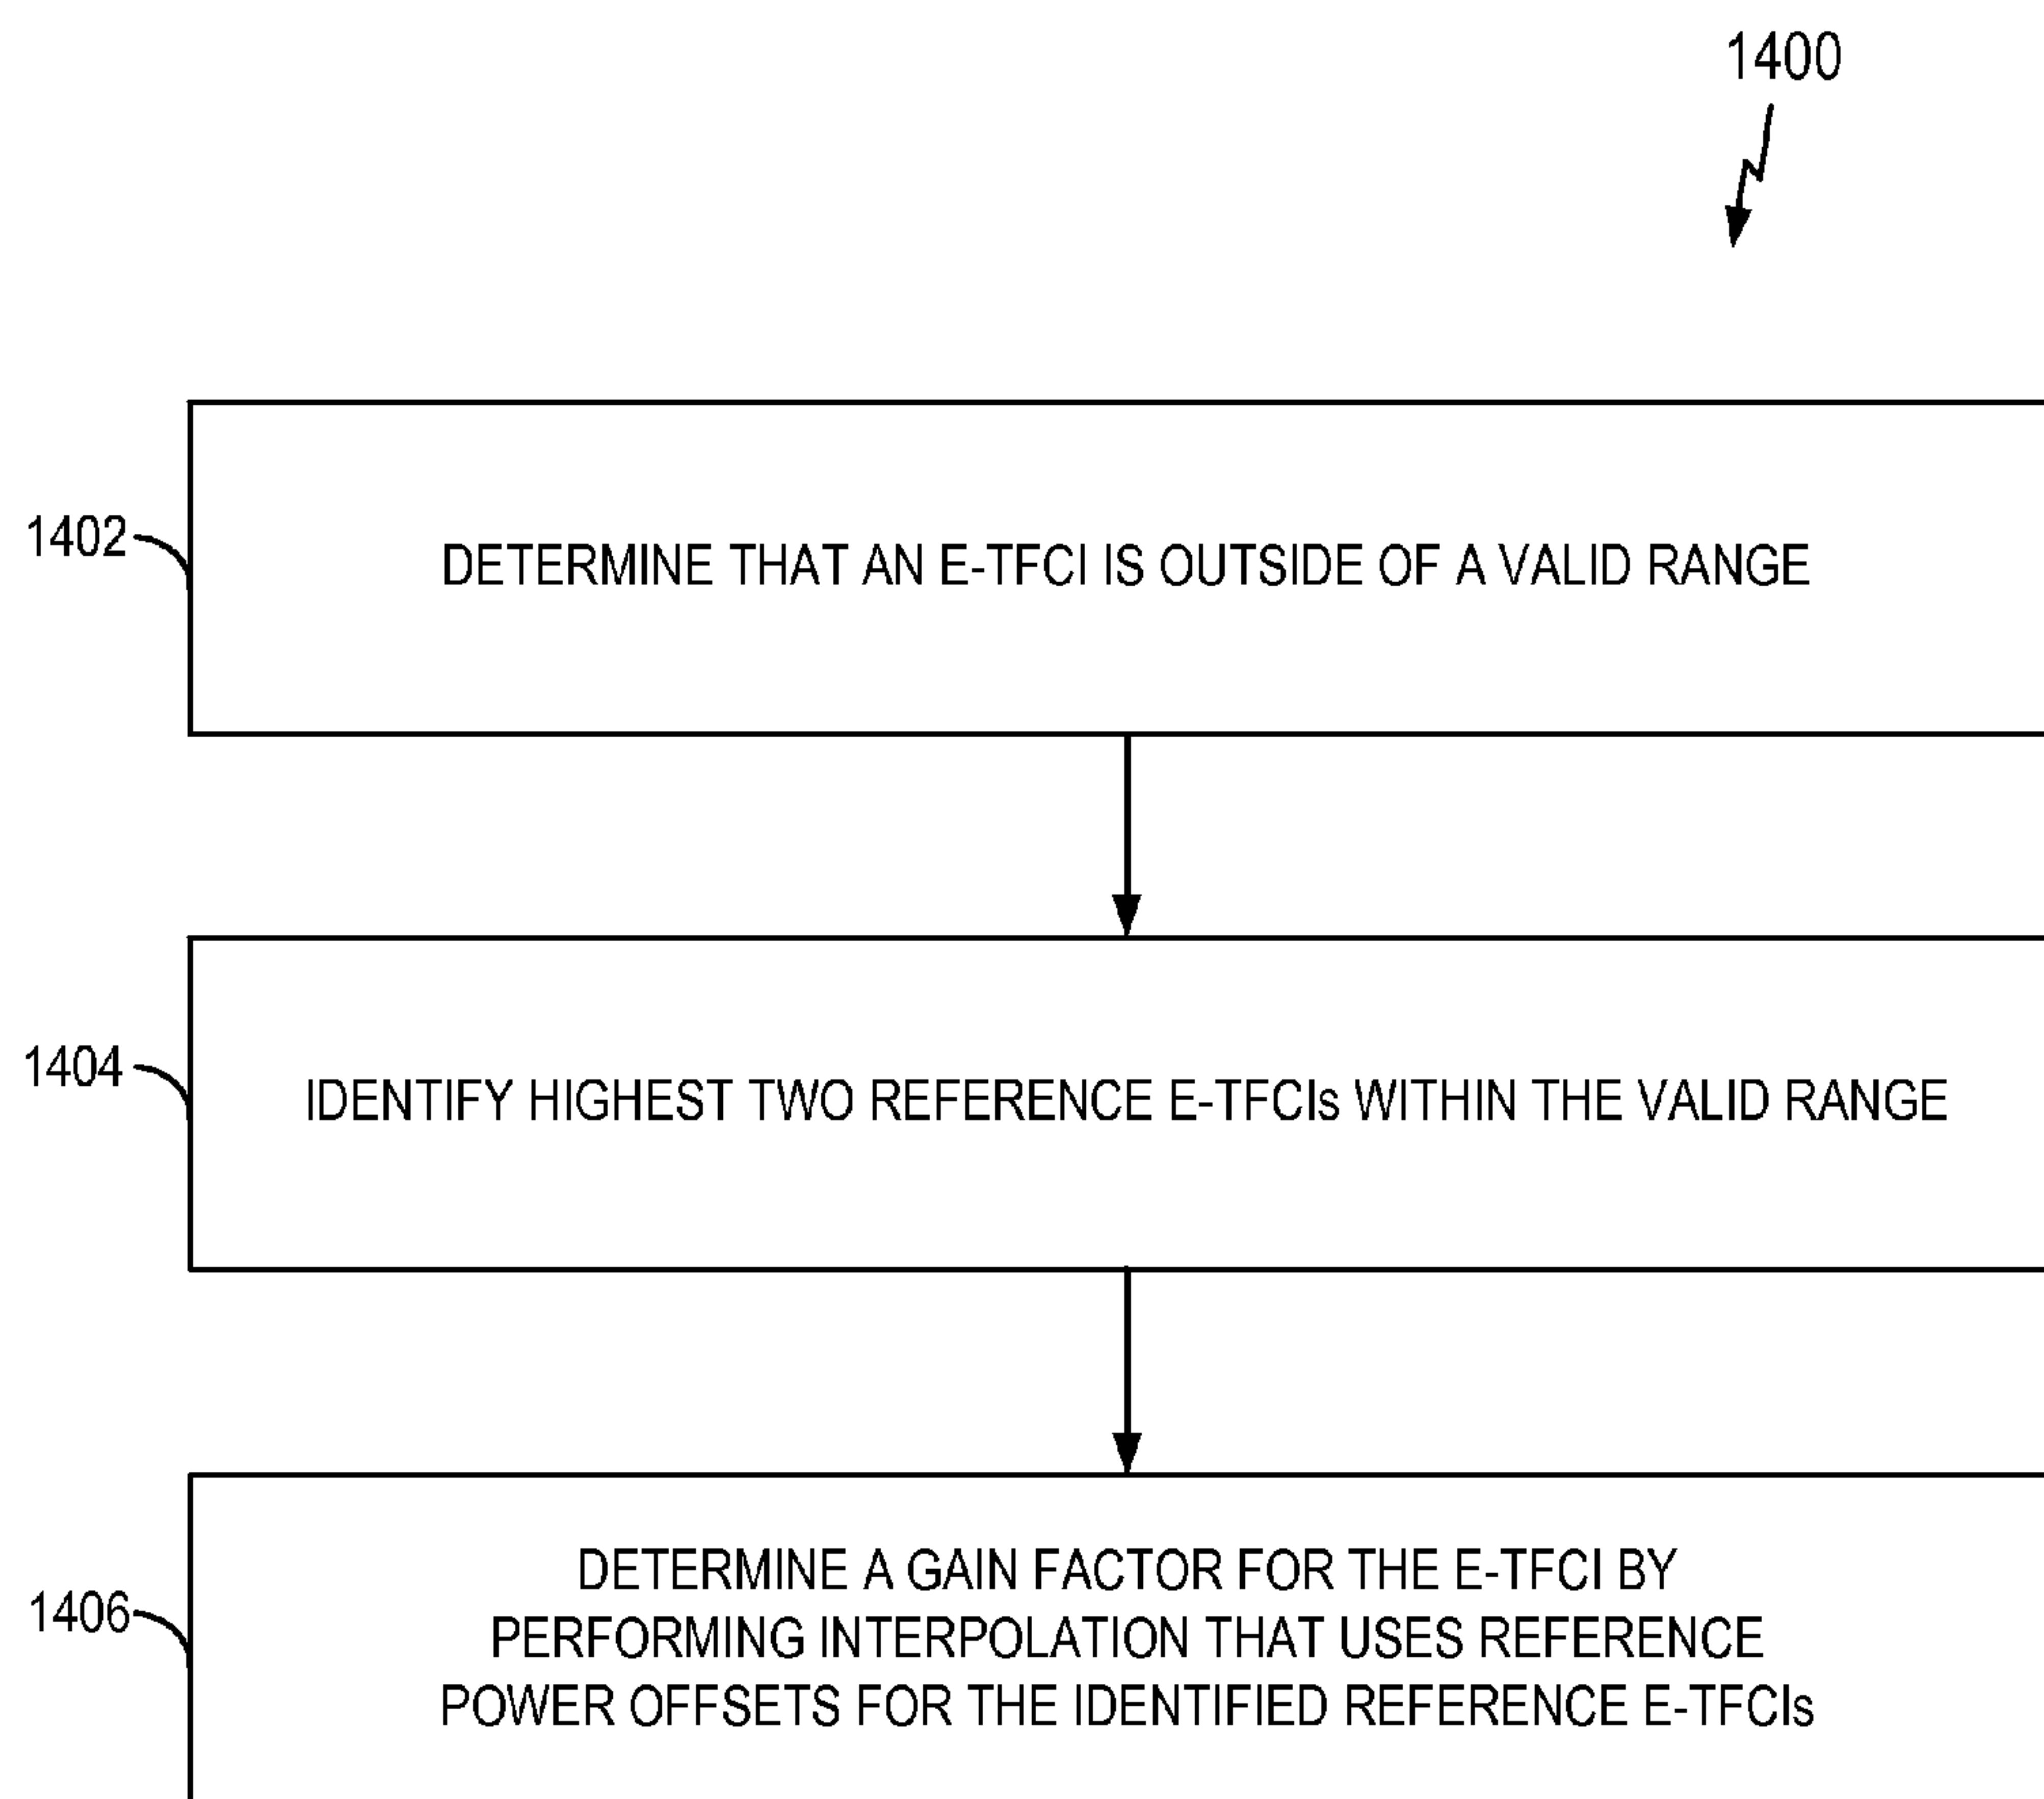 1400
1402
DETERMINE THAT AN E-TFCI IS OUTSIDE OF A VALID RANGE
1404
IDENTIFY HIGHEST TWO REFERENCE E-TFCIs WITHIN THE VALID RANGE
1406
DETERMINE A GAIN FACTOR FOR THE E-TFCI BY
PERFORMING INTERPOLATION THAT USES REFERENCE
POWER OFFSETS FOR THE IDENTIFIED REFERENCE E-TFCIs